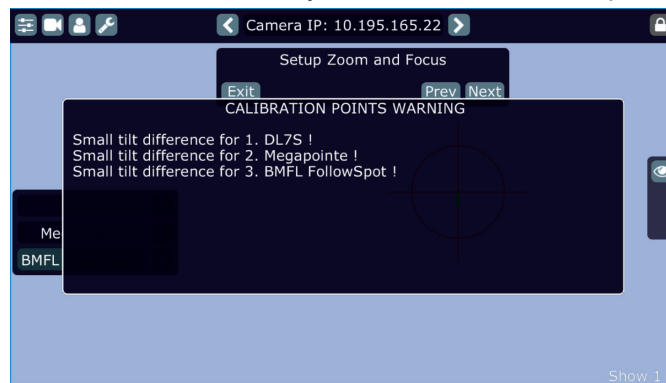 Camera IP: 10.195.165.22
Setup Zoom and Focus
Exit Prev Next
CALIBRATION POINTS WARNING
Small tilt difference for 1. DL7S !
Small tilt difference for 2. Megapointe !
Small tilt difference for 3. BMFL FollowSpot !
Me
BMFL
Show 1